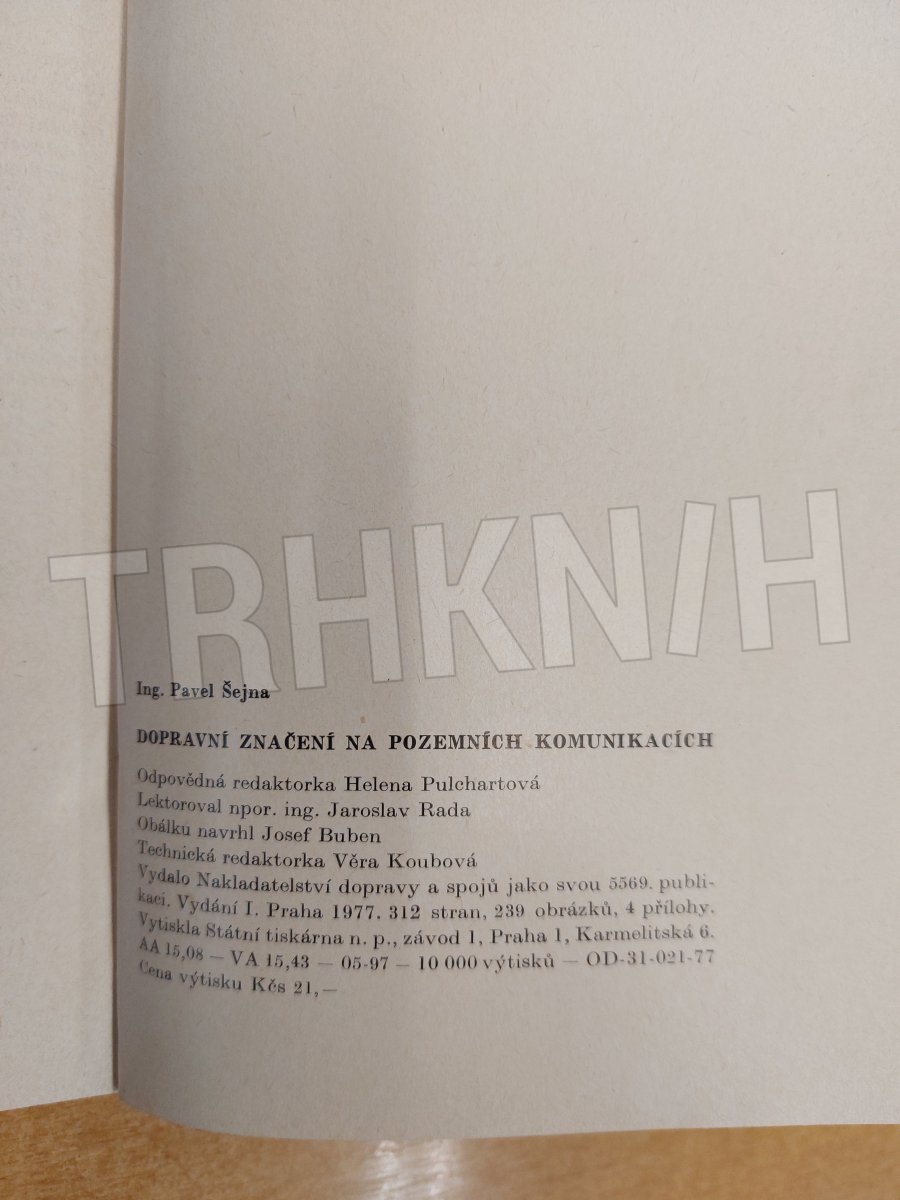 TRHKNIH
Ing. Pavel Šejna
DOPRAVNÍ ZNAČENÍ NA POZEMNÍCH KOMUNIKACÍCH
Odpovědná redaktorka Helena Pulchartová
Lektoroval npor. ing. Jaroslav Rada
Obálku navrhl Josef Buben
Technická redaktorka Věra Koubová
Vydalo Nakladatelství dopravy a spojů jako svou 5569. publi-
kaci. Vydání I. Praha 1977. 312 stran, 239 obrázků, 4 přílohy.
Vytiskla Státní tiskárna n. p., závod 1, Praha 1, Karmelitská 6.
AA 15,08 — VA 15,43 — 05-97 — 10 000 výtisků — OD-31-021-77
Cena výtisku Kčs 21,—